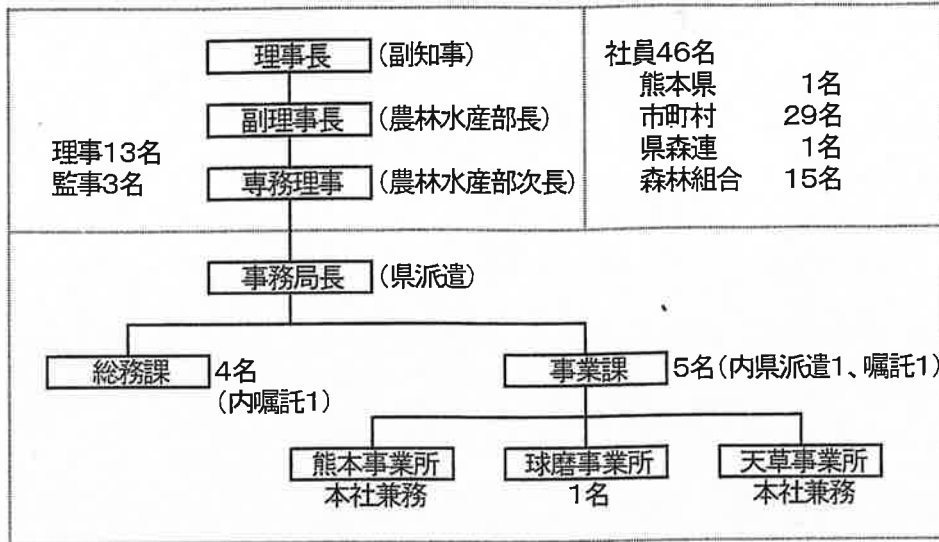 理事長 (副知事)
副理事長 (農林水産部長)
理事13名
監事3名
専務理事 (農林水産部次長)
社員46名
熊本県 1名
市町村 29名
県森連 1名
森林組合 15名
事務局長 (県派遣)
総務課 4名
(内嘱託1)
事業課 5名(内県派遣1、嘱託1)
熊本事業所
本社兼務
球磨事業所
1名
天草事業所
本社兼務